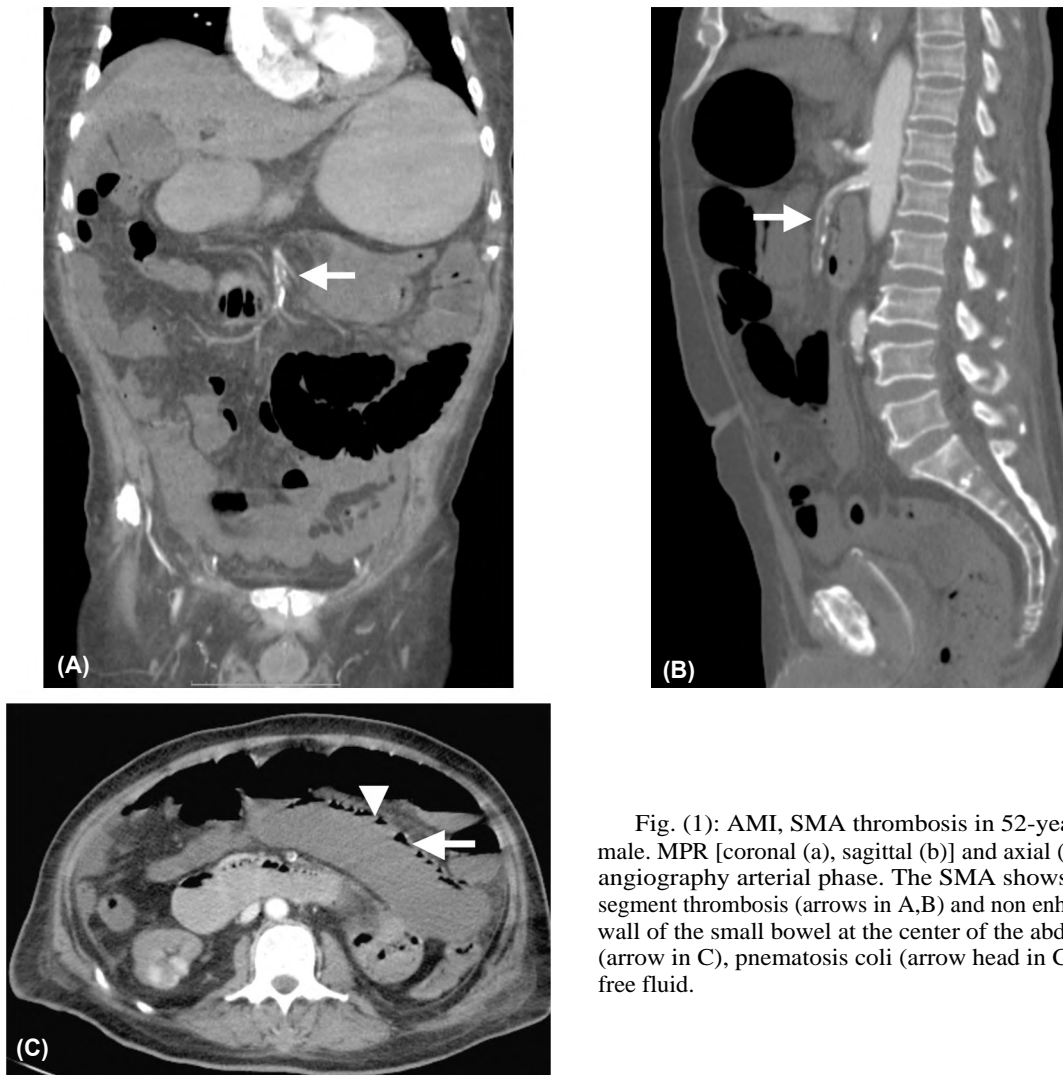 (A)
(B)
(C)
Fig. (1): AMI, SMA thrombosis in 52-yea
male. MPR [coronal (a), sagittal (b)] and axial (
angiography arterial phase. The SMA shows
segment thrombosis (arrows in A,B) and non enh
wall of the small bowel at the center of the abd
(arrow in C), pnematosis coli (arrow head in C
free fluid.